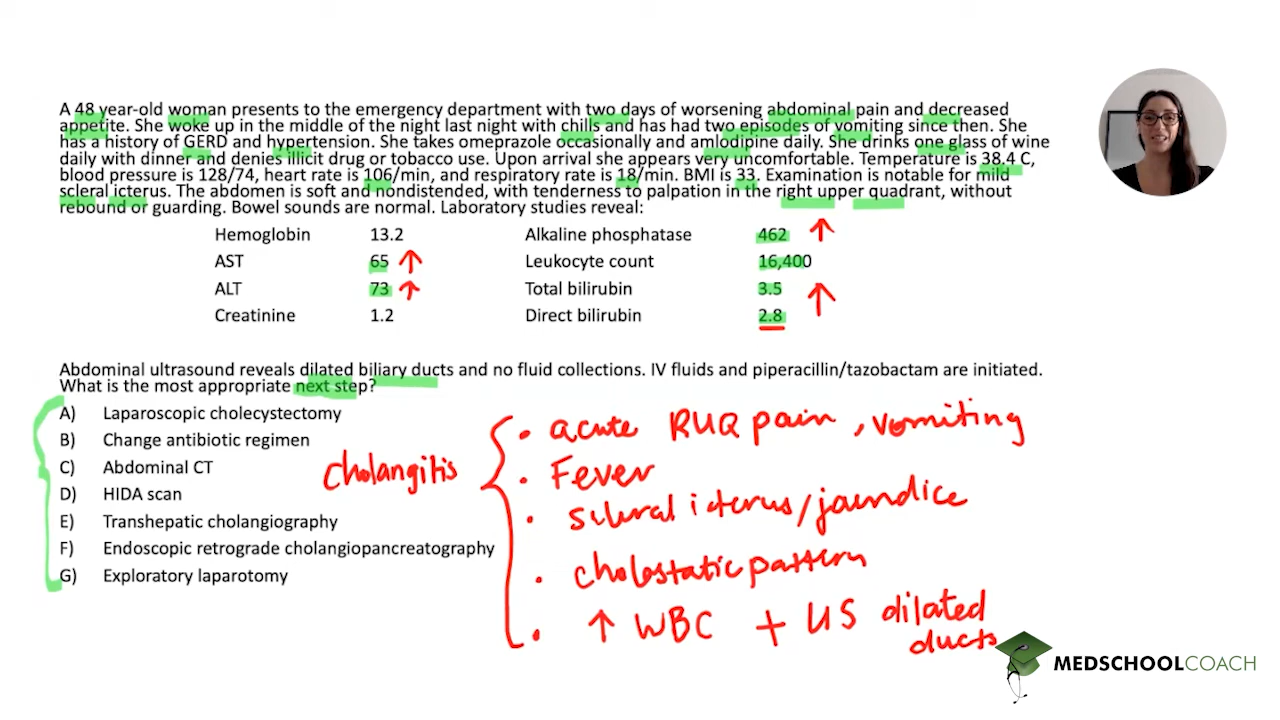 A 48 year-old woman presents to the emergency department with two days of worsening abdominal pain and decreased
appetite. She woke up in the middle of the night last night with chills and has had two episodes of vomiting since then. She
has a history of GERD and hypertension. She takes omeprazole occasionally and amlodipine daily. She drinks one glass of wine
daily with dinner and denies illicit drug or tobacco use. Upon arrival she appears very uncomfortable. Temperature is 38.4 C,
blood pressure is 128/74, heart rate is 106/min, and respiratory rate is 18/min. BMI is 33. Examination is notable for mild
scleral icterus. The abdomen is soft and nondistended, with tenderness to palpation in the right upper quadrant, without
rebound or guarding. Bowel sounds are normal. Laboratory studies reveal:
Hemoglobin 13.2 Alkaline phosphatase 462 ↑
AST 65 ↑ Leukocyte count 16,400
ALT 73 ↑ Total bilirubin 3.5 ↑
Creatinine 1.2 Direct bilirubin 2.8
Abdominal ultrasound reveals dilated biliary ducts and no fluid collections. IV fluids and piperacillin/tazobactam are initiated.
What is the most appropriate next step?
A) Laparoscopic cholecystectomy
B) Change antibiotic regimen
C) Abdominal CT
D) HIDA scan
E) Transhepatic cholangiography
F) Endoscopic retrograde cholangiopancreatography
G) Exploratory laparotomy
Cholangitis
• acute RUQ pain, vomiting
• Fever
• scleral icterus/jaundice
• cholestatic pattern
• ↑ WBC + US dilated
ducts
MEDSCHOOLCOACH